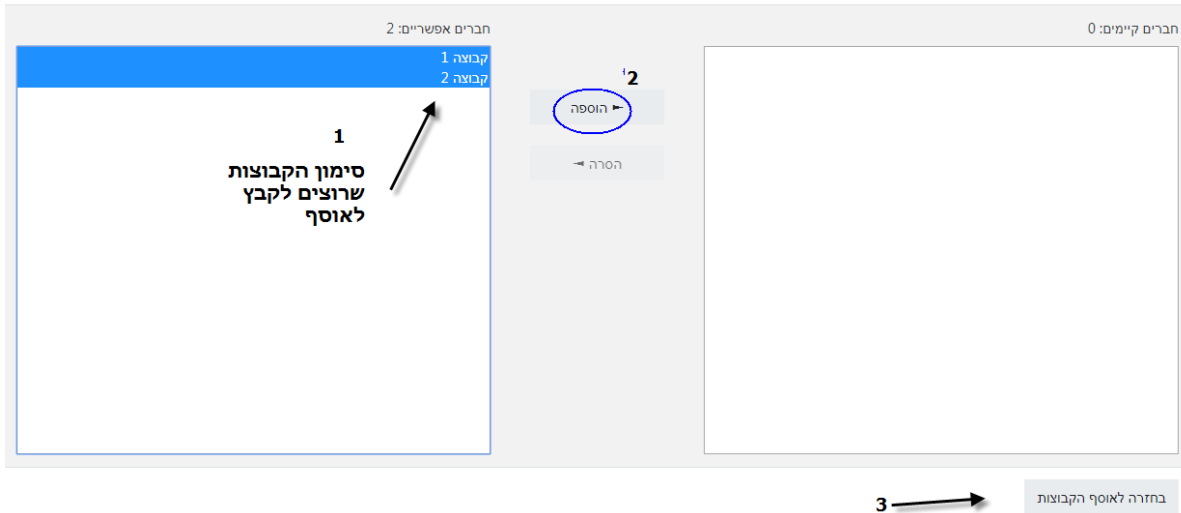 חברים קיימים: 0
חברים אפשריים: 2
קבוצה 1
קבוצה 2
2
הוספה
הסרה
1
סימון הקבוצות
שרוצים לקבץ
לאוסף
בחזרה לאוסף הקבוצות
3